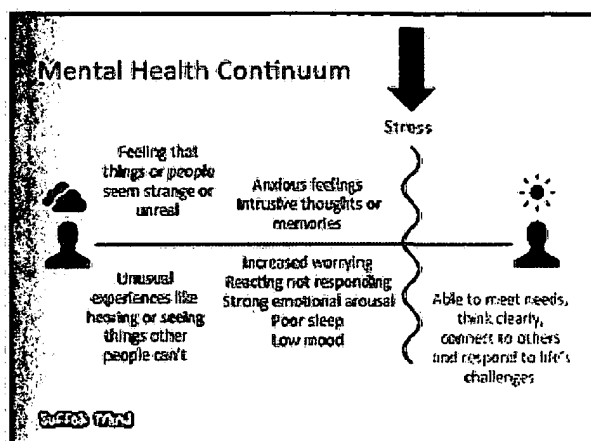 Mental Health Continuum
Stress
Feeling that
things or people
seem strange or
unreal
Anxious feelings
Intrusive thoughts or
memories
Unusual
experiences like
hearing or seeing
things other
people can't
Increased worrying
Reacting not responding
Strong emotional arousal
Poor sleep
Low mood
Able to meet needs,
think clearly,
connect to others
and respond to life's
challenges
Suffolk Mind